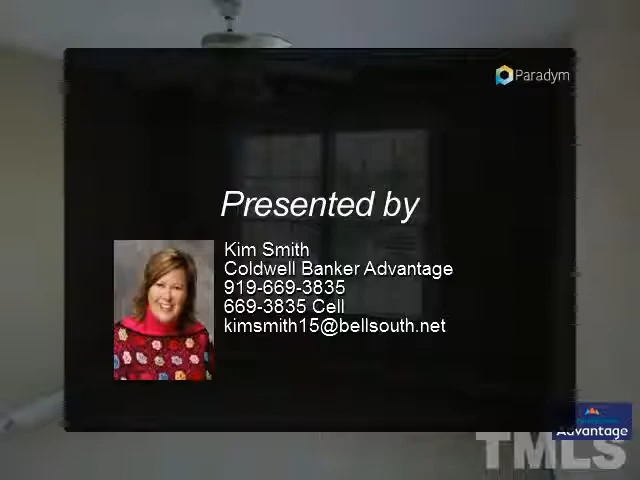 Paradym
Presented by
Kim Smith
Coldwell Banker Advantage
919-669-3835
669-3835 Cell
kimsmith15@bellsouth.net
Advantage
TMLS